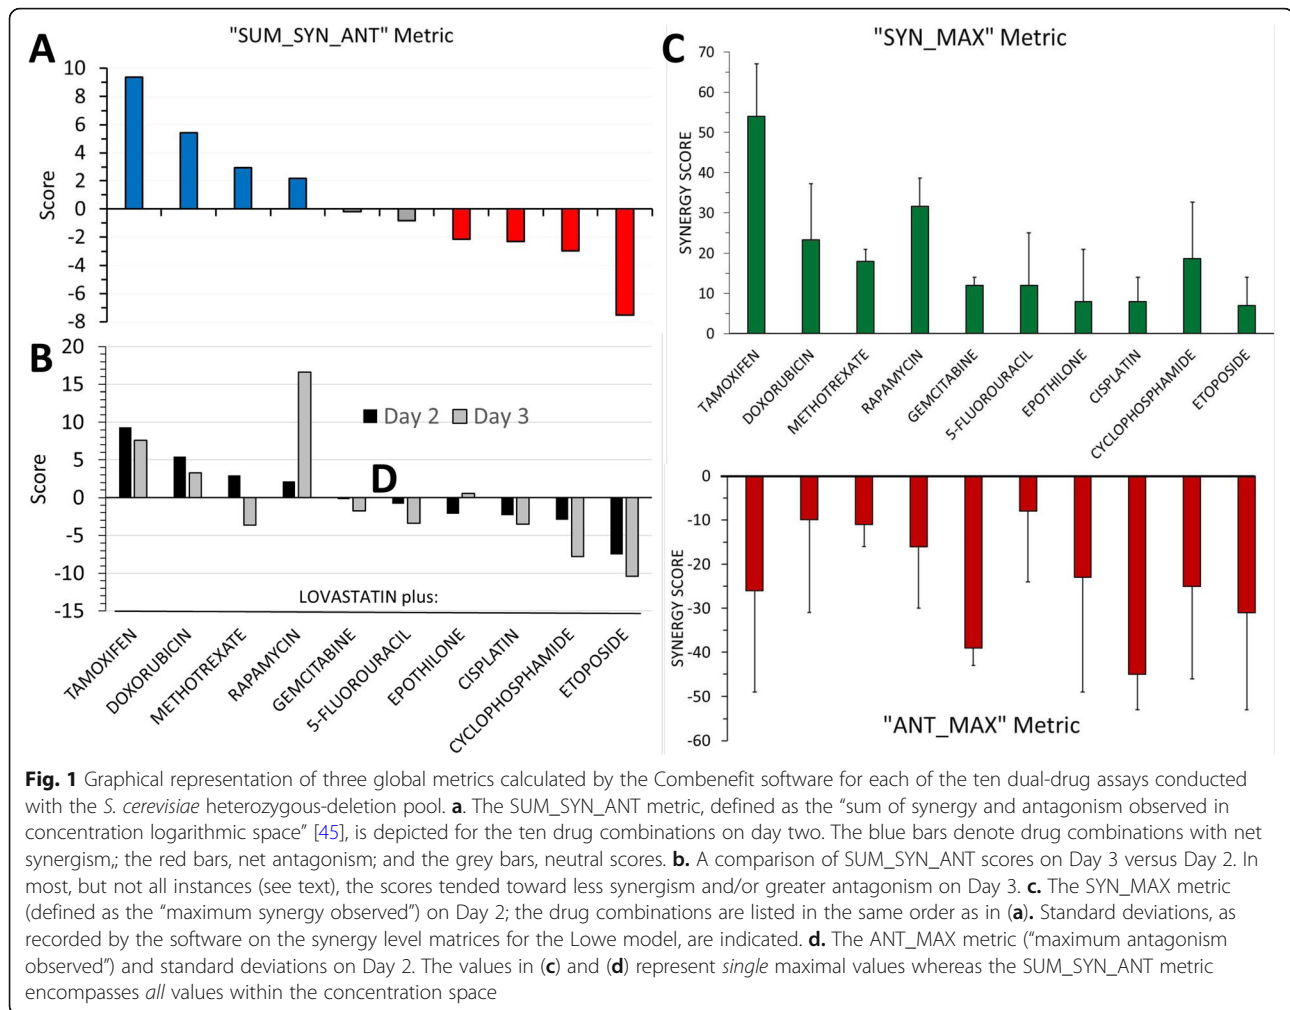 A
"SUM_SYN_ANT" Metric
Score
10
8
6
4
2
0
-2
-4
-6
-8
B
Score
20
15
10
5
0
-5
-10
-15
Day 2
Day 3
LOVASTATIN plus:
TAMOXIFEN
DOXORUBICIN
METHOTREXATE
RAPAMYCIN
GEMCITABINE
5-FLUOROURACIL
EPOTHILONE
CISPLATIN
CYCLOPHOSPHAMIDE
ETOPOSIDE
C
"SYN_MAX" Metric
SYNERGY SCORE
70
60
50
40
30
20
10
0
TAMOXIFEN
DOXORUBICIN
METHOTREXATE
RAPAMYCIN
GEMCITABINE
5-FLUOROURACIL
EPOTHILONE
CISPLATIN
CYCLOPHOSPHAMIDE
ETOPOSIDE
D
SYNERGY SCORE
0
-10
-20
-30
-40
-50
-60
"ANT_MAX" Metric
Fig. 1 Graphical representation of three global metrics calculated by the Combenefit software for each of the ten dual-drug assays conducted
with the S. cerevisiae heterozygous-deletion pool. a. The SUM_SYN_ANT metric, defined as the “sum of synergy and antagonism observed in
concentration logarithmic space” [45], is depicted for the ten drug combinations on day two. The blue bars denote drug combinations with net
synergism,; the red bars, net antagonism; and the grey bars, neutral scores. b. A comparison of SUM_SYN_ANT scores on Day 3 versus Day 2. In
most, but not all instances (see text), the scores tended toward less synergism and/or greater antagonism on Day 3. c. The SYN_MAX metric
(defined as the “maximum synergy observed”) on Day 2; the drug combinations are listed in the same order as in (a). Standard deviations, as
recorded by the software on the synergy level matrices for the Lowe model, are indicated. d. The ANT_MAX metric (“maximum antagonism
observed”) and standard deviations on Day 2. The values in (c) and (d) represent single maximal values whereas the SUM_SYN_ANT metric
encompasses all values within the concentration space